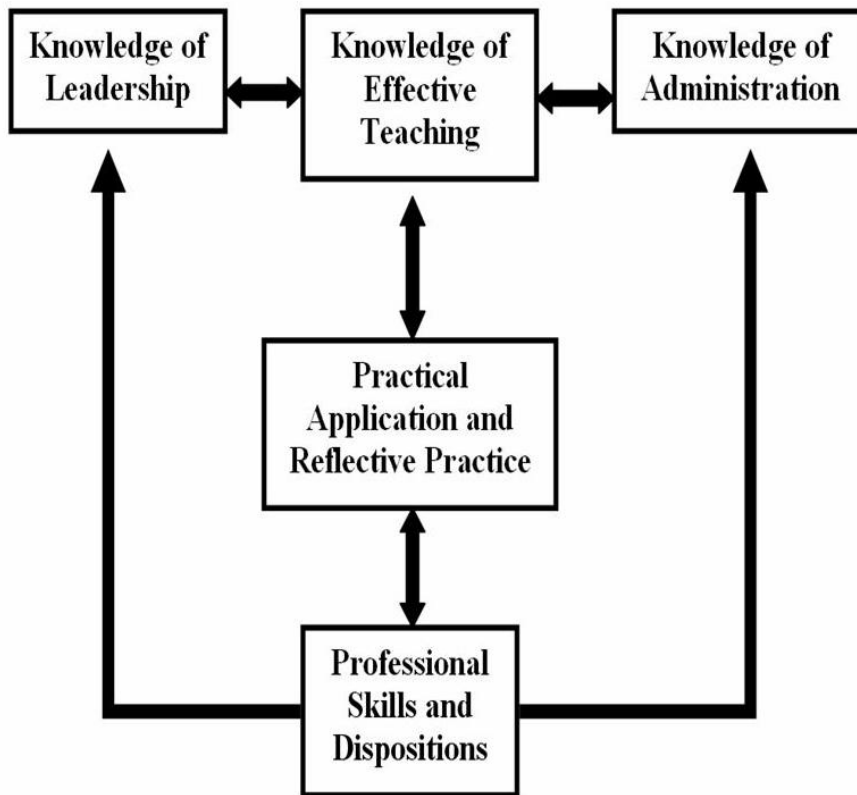 Knowledge of
Leadership
Knowledge of
Effective
Teaching
Knowledge of
Administration
Practical
Application and
Reflective Practice
Professional
Skills and
Dispositions